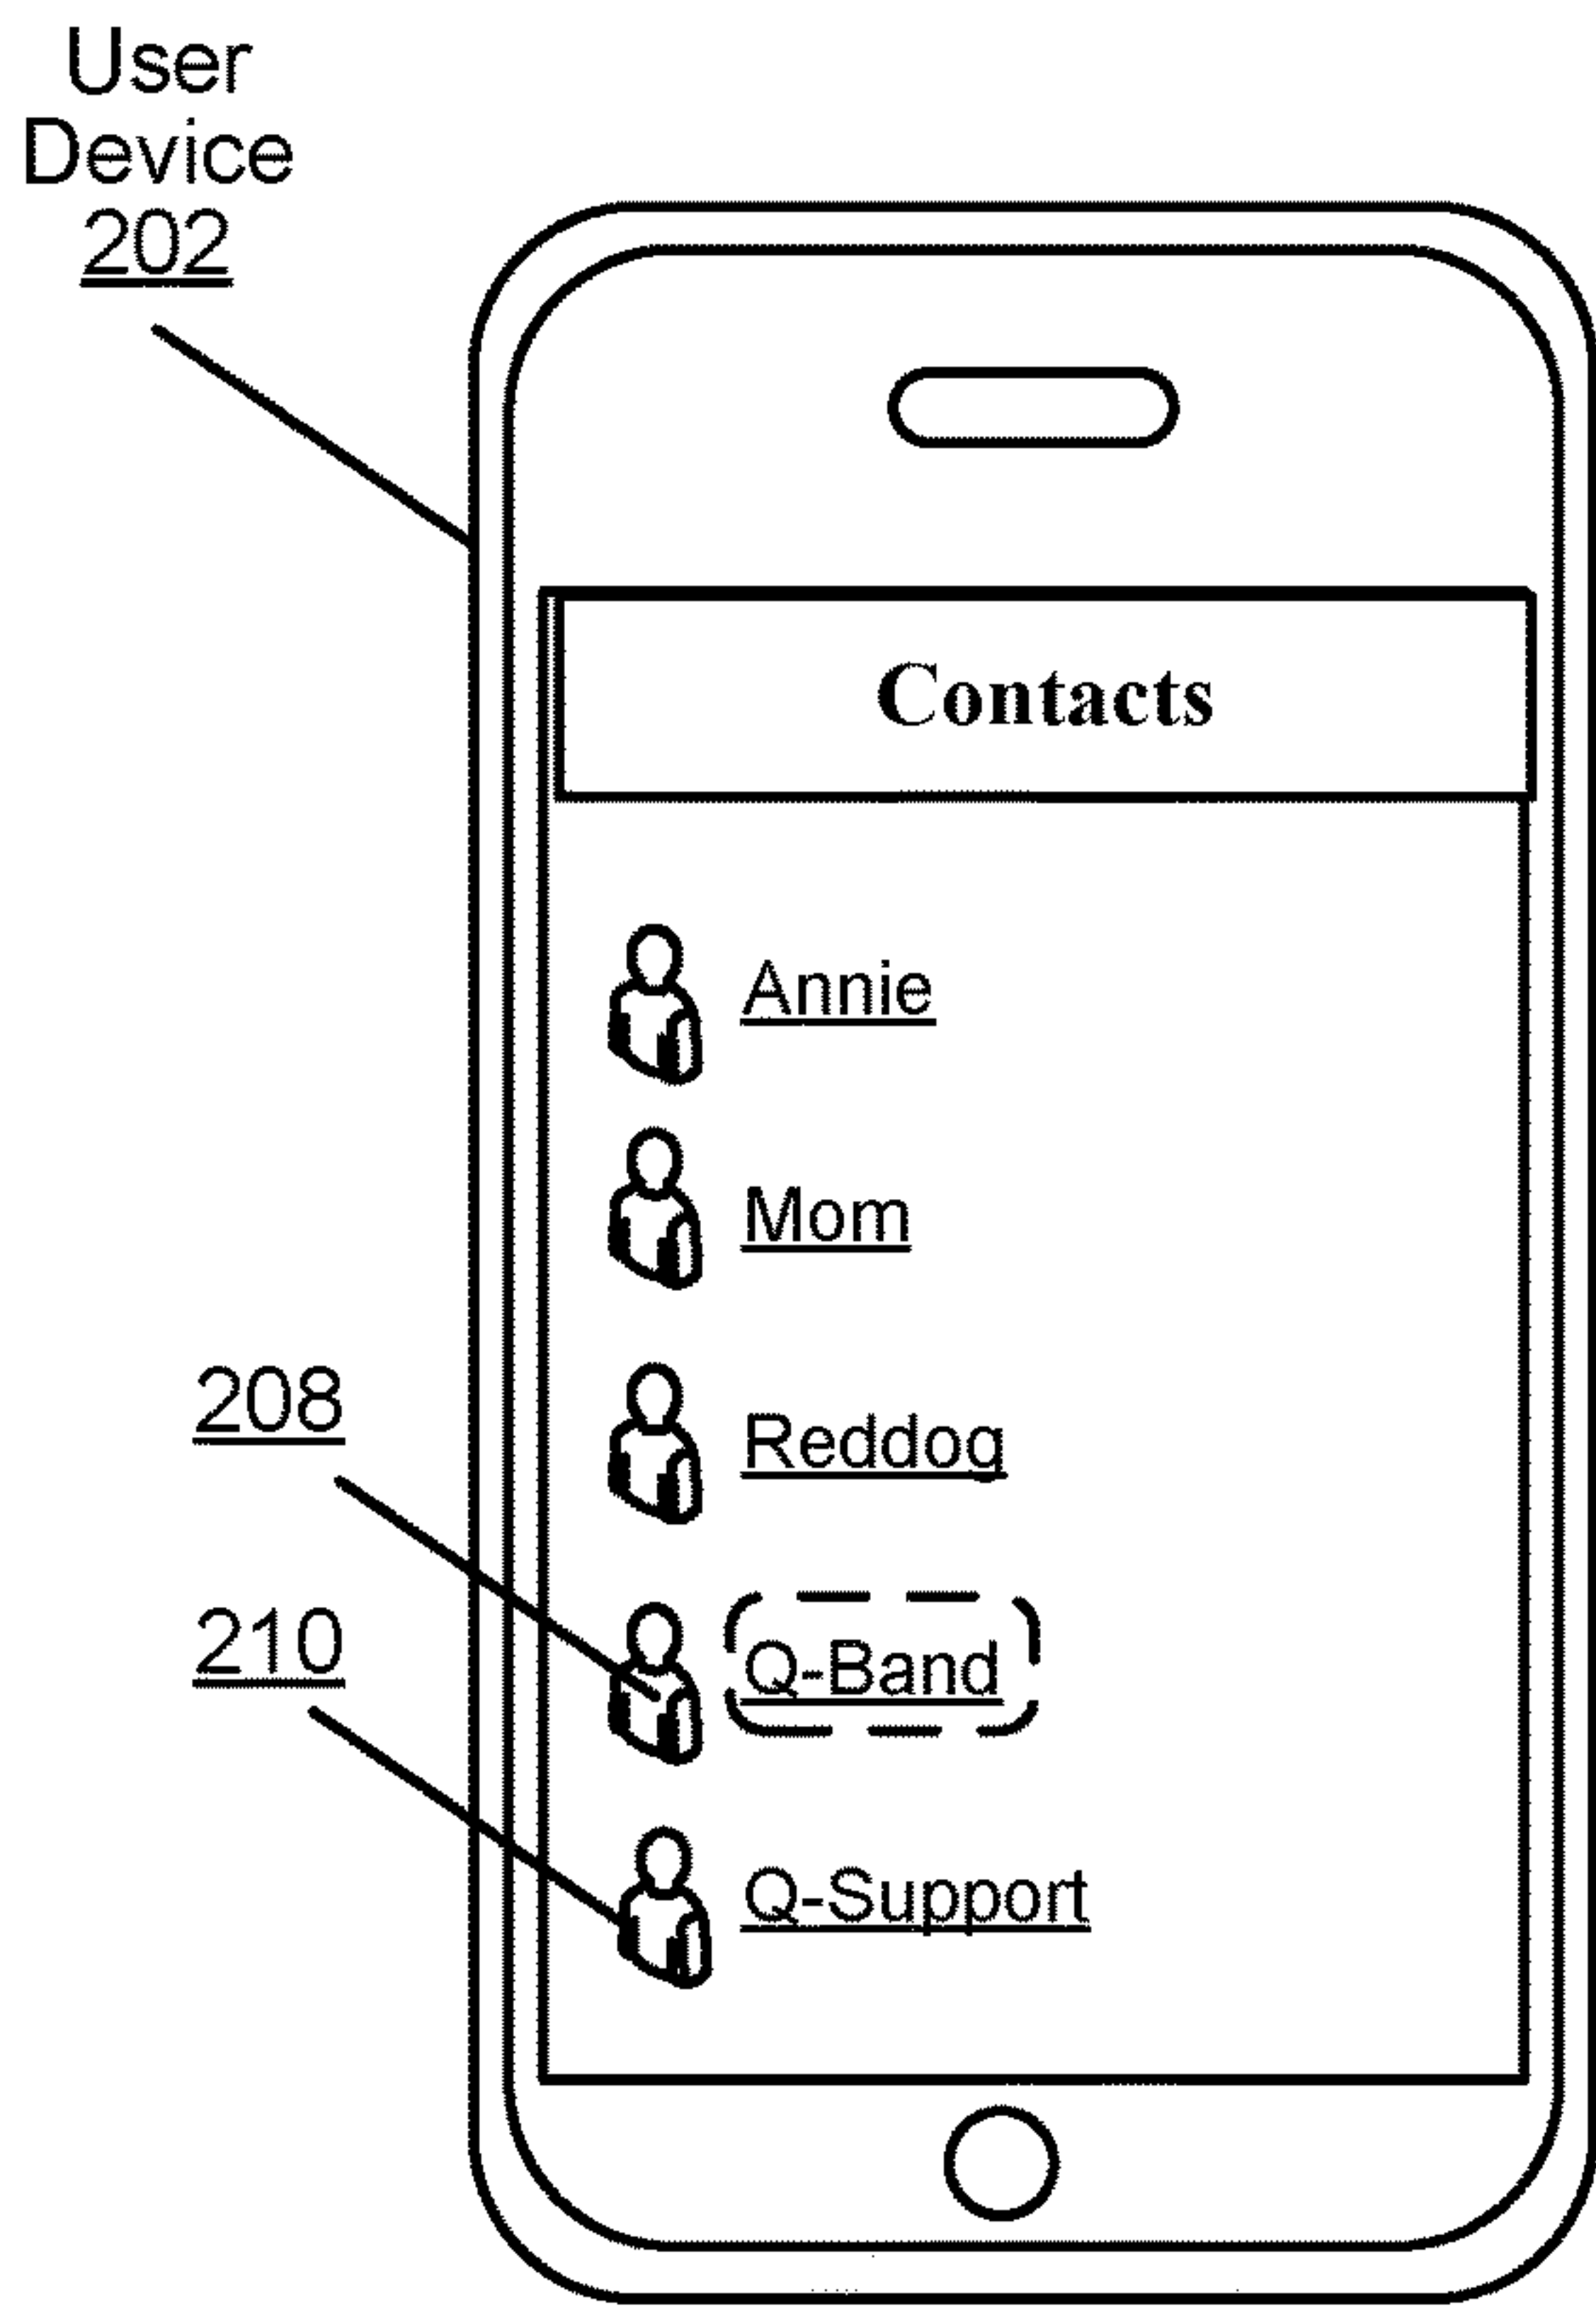 User
Device
202
Contacts
Annie
Mom
208
Reddog
210
Q-Band
Q-Support